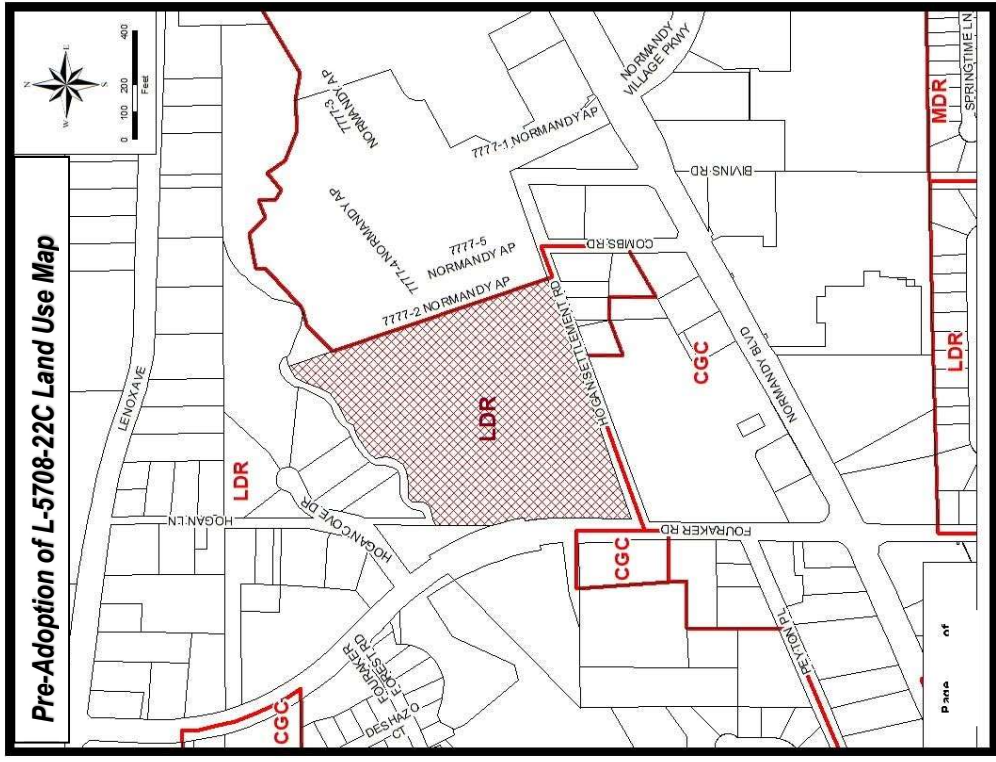 Pre-Adoption of L-5708-22C Land Use Map
N
E
S
W
0 100 200 400
Feet
LENOX AVE
LDR
HOGAN LN
HOGAN COVE DR
FOURAKER
FOREST RD
DESHAZO
CT
CGC
LDR
7777-2 NORMANDY AP
7777-5
NORMANDY AP
7777-4 NORMANDY AP
7777-3
NORMANDY AP
7777-1 NORMANDY AP
HOGAN SETTLEMENT RD
COMBS RD
BIVINS RD
NORMANDY
VILLAGE PKWY
NORMANDY BLVD
CGC
CGC
FOURAKER RD
PEYTON PL
LDR
MDR
SPRINGTIME LN
Page of